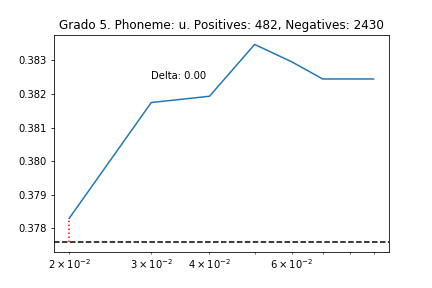 Grado 5. Phoneme: u. Positives: 482, Negatives: 2430
0.383
Delta: 0.00
0.382
0.381
0.380
0.379
0.378
2 × 10⁻² 3 × 10⁻² 4 × 10⁻² 6 × 10⁻²